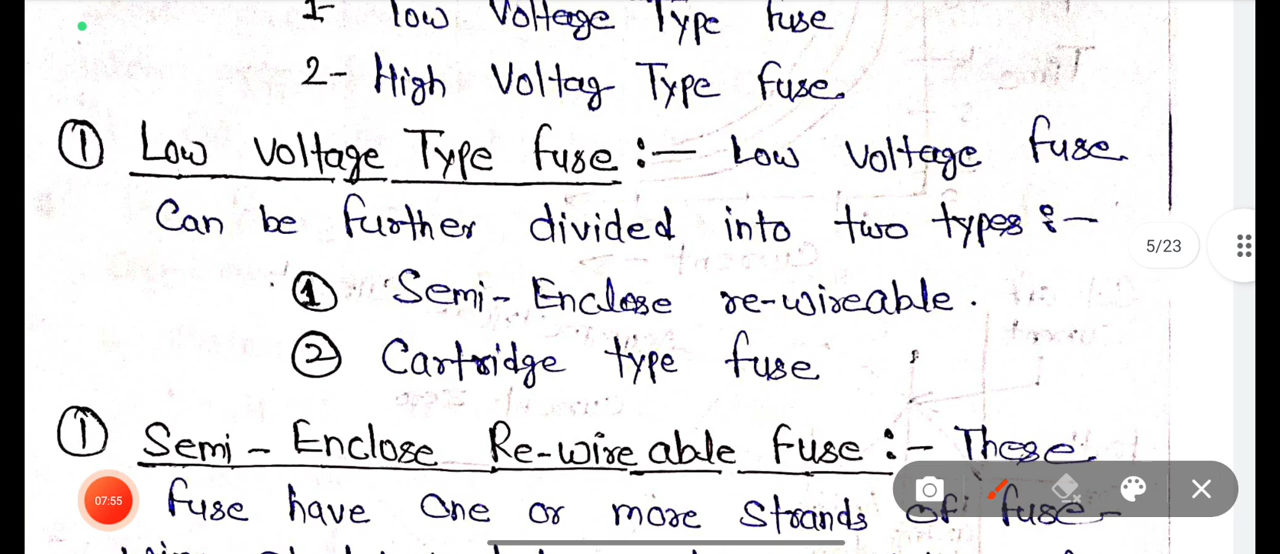 1- low Voltage Type fuse
2- High Voltag Type fuse.
① Low Voltage Type fuse :- Low Voltage fuse
Can be further divided into two types :-
① Semi-Enclose re-wireable.
② Cartridge type fuse
① Semi-Enclose Re-wireable fuse :- These
fuse have one or more strands of fuse-
5/23
07:55